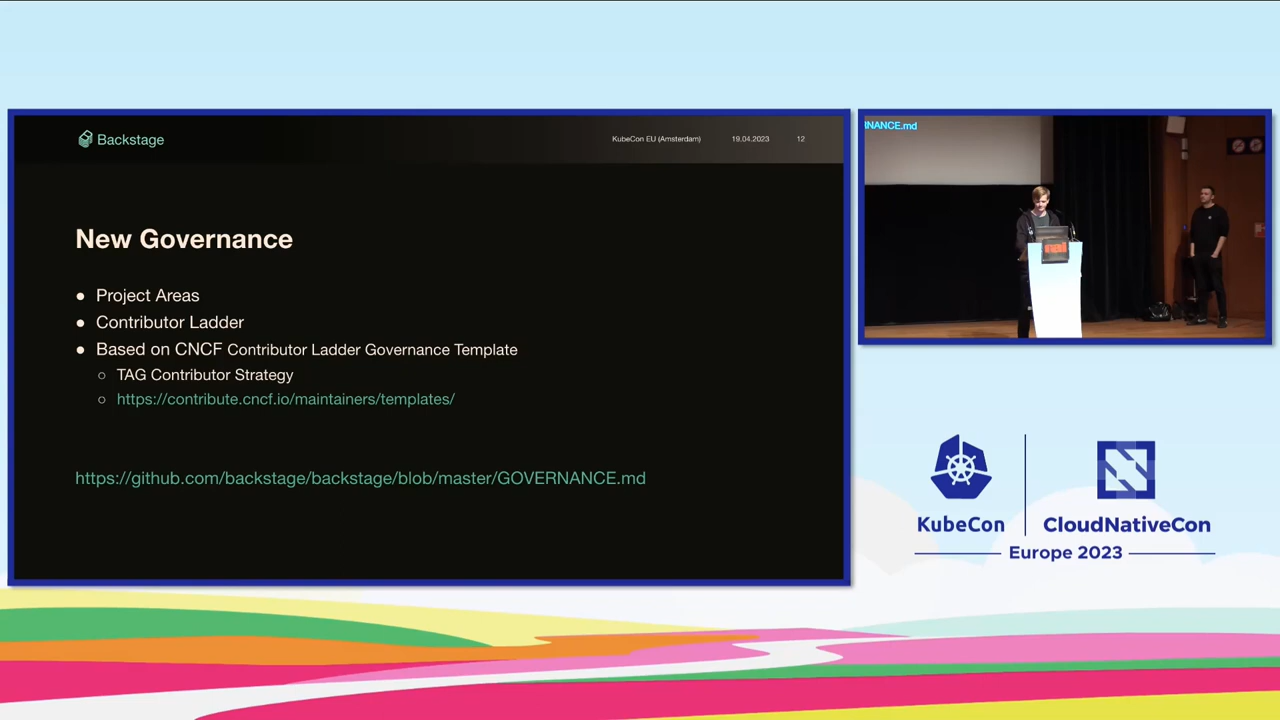 Backstage
KubeCon EU (Amsterdam) 19.04.2023 12
New Governance
● Project Areas
● Contributor Ladder
● Based on CNCF Contributor Ladder Governance Template
○ TAG Contributor Strategy
○ https://contribute.cncf.io/maintainers/templates/
https://github.com/backstage/backstage/blob/master/GOVERNANCE.md
RNANCE.md
KubeCon
CloudNativeCon
Europe 2023